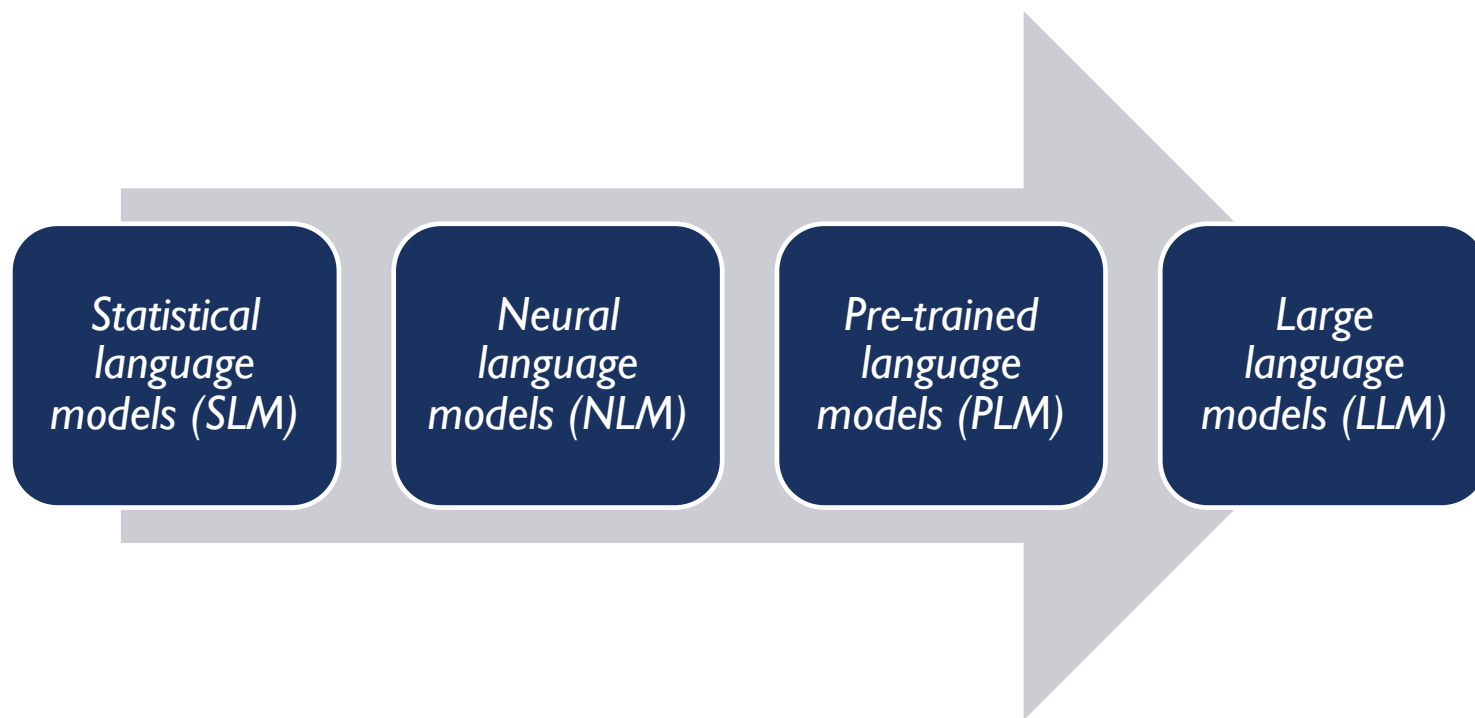 Statistical
language
models (SLM)
Neural
language
models (NLM)
Pre-trained
language
models (PLM)
Large
language
models (LLM)